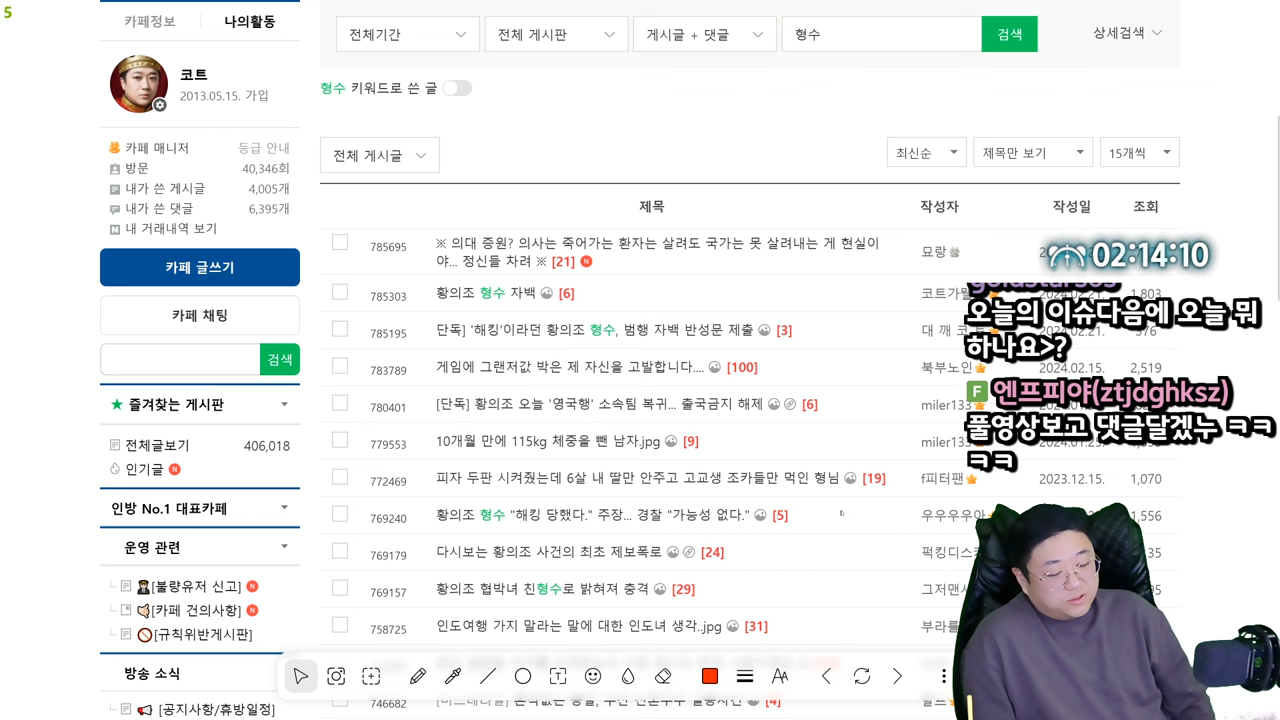 5
카페정보
나의활동
코트
2013.05.15. 가입
카페 매니저 등급 안내
방문 40,346회
내가 쓴 게시글 4,005개
내가 쓴 댓글 6,395개
내 거래내역 보기
카페 글쓰기
카페 채팅
검색
★ 즐겨찾는 게시판
전체글보기 406,018
인기글 N
인방 No.1 대표카페
운영 관련
[불량유저 신고] N
[카페 건의사항] N
[규칙위반게시판]
방송 소식
[공지사항/휴방일정]
전체기간
전체 게시판
게시글 + 댓글
형수
검색
상세검색
형수 키워드로 쓴 글
전체 게시글
최신순
제목만 보기
15개씩
제목 작성자 작성일 조회
785695 ※ 의대 증원? 의사는 죽어가는 환자는 살려도 국가는 못 살려내는 게 현실이
야... 정신들 차려 ※ [21] N 묘랑
785303 황의조 형수 자백 [6] 1,803
785195 단독] '해킹'이라던 황의조 형수, 범행 자백 반성문 제출 [3]
783789 게임에 그랜저값 박은 제 자신을 고발합니다.... [100] 북부노인 2024.02.15. 2,519
780401 [단독] 황의조 오늘 '영국행' 소속팀 복귀... 출국금지 해제 [6] miler133
779553 10개월 만에 115kg 체중을 뺀 남자.jpg [9] miler133
772469 피자 두판 시켜줬는데 6살 내 딸만 안주고 고교생 조카들만 먹인 형님 [19] f피터팬 2023.12.15. 1,070
769240 황의조 형수 "해킹 당했다." 주장... 경찰 "가능성 없다." [5] 우우우우아 1,556
769179 다시보는 황의조 사건의 최초 제보폭로 [24]
769157 황의조 협박녀 친형수로 밝혀져 충격 [29]
758725 인도여행 가지 말라는 말에 대한 인도녀 생각..jpg [31]
746682 [4]
02:14:10
오늘의 이슈다음에 오늘 뭐
하나요>?
F 엔프피야(ztjdghksz)
풀영상보고 댓글달겠누 ㅋㅋ
ㅋㅋ